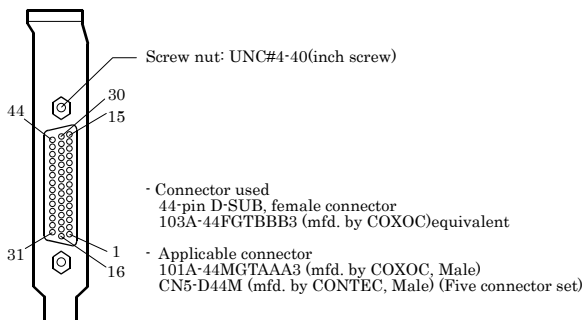 Screw nut: UNC#4-40(inch screw)
30
44
15
- Connector used
44-pin D-SUB, female connector
103A-44FGTBBB3 (mfd. by COXOC)equivalent
31
1
16
- Applicable connector
101A-44MGTAAA3 (mfd. by COXOC, Male)
CN5-D44M (mfd. by CONTEC, Male) (Five connector set)